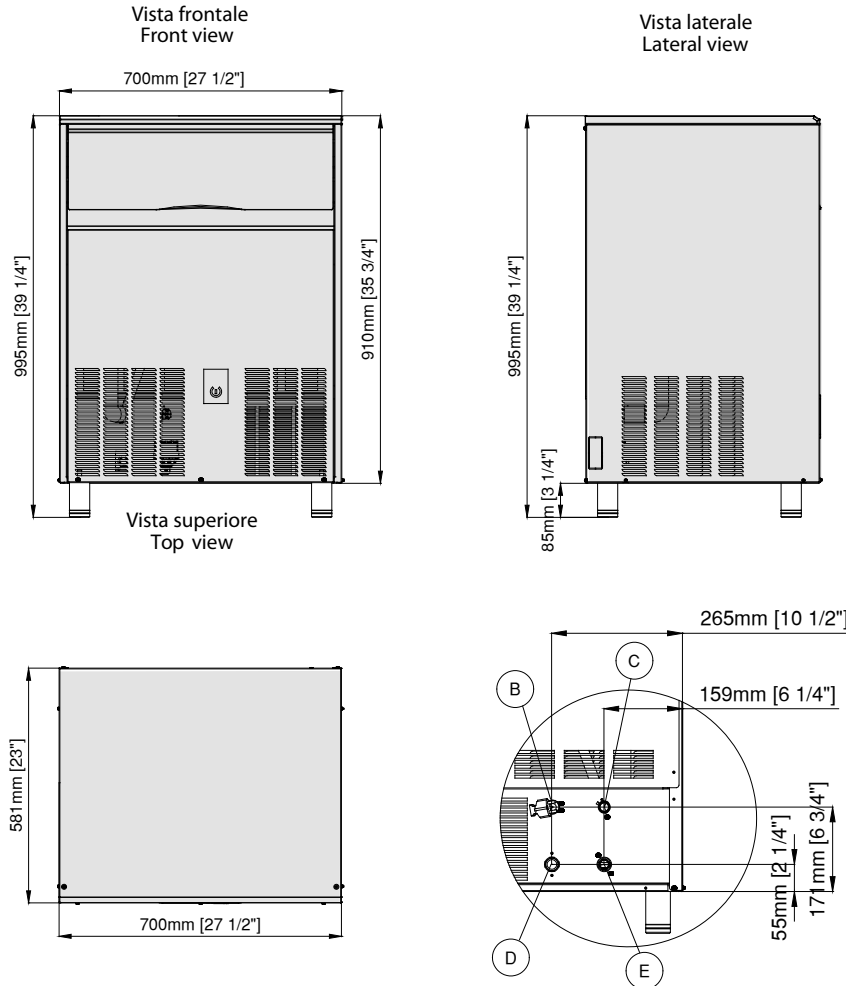 Vista frontale
Front view
700mm [27 1/2"]
995mm [39 1/4"]
910mm [35 3/4"]
Vista laterale
Lateral view
995mm [39 1/4"]
85mm [3 1/4"]
Vista superiore
Top view
581mm [23"]
700mm [27 1/2"]
265mm [10 1/2"]
B
C
159mm [6 1/4"]
55mm [2 1/4"]
171mm [6 3/4"]
D
E